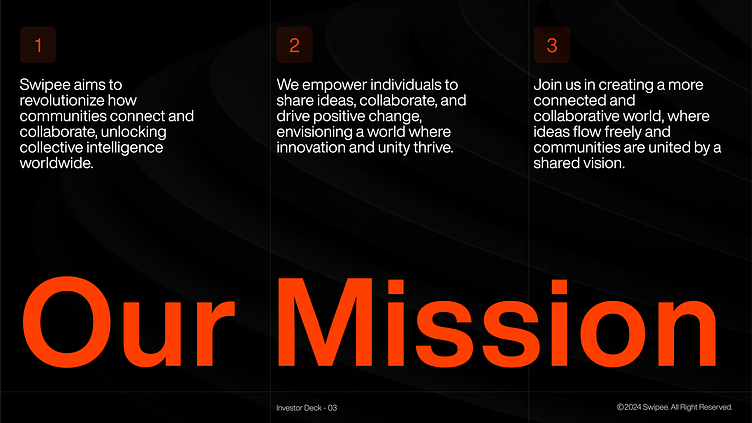 1
Swipee aims to
revolutionize how
communities connect and
collaborate, unlocking
collective intelligence
worldwide.
2
We empower individuals to
share ideas, collaborate, and
drive positive change,
envisioning a world where
innovation and unity thrive.
3
Join us in creating a more
connected and
collaborative world, where
ideas flow freely and
communities are united by a
shared vision.
Our Mission
Investor Deck - 03
©2024 Swipee. All Right Reserved.